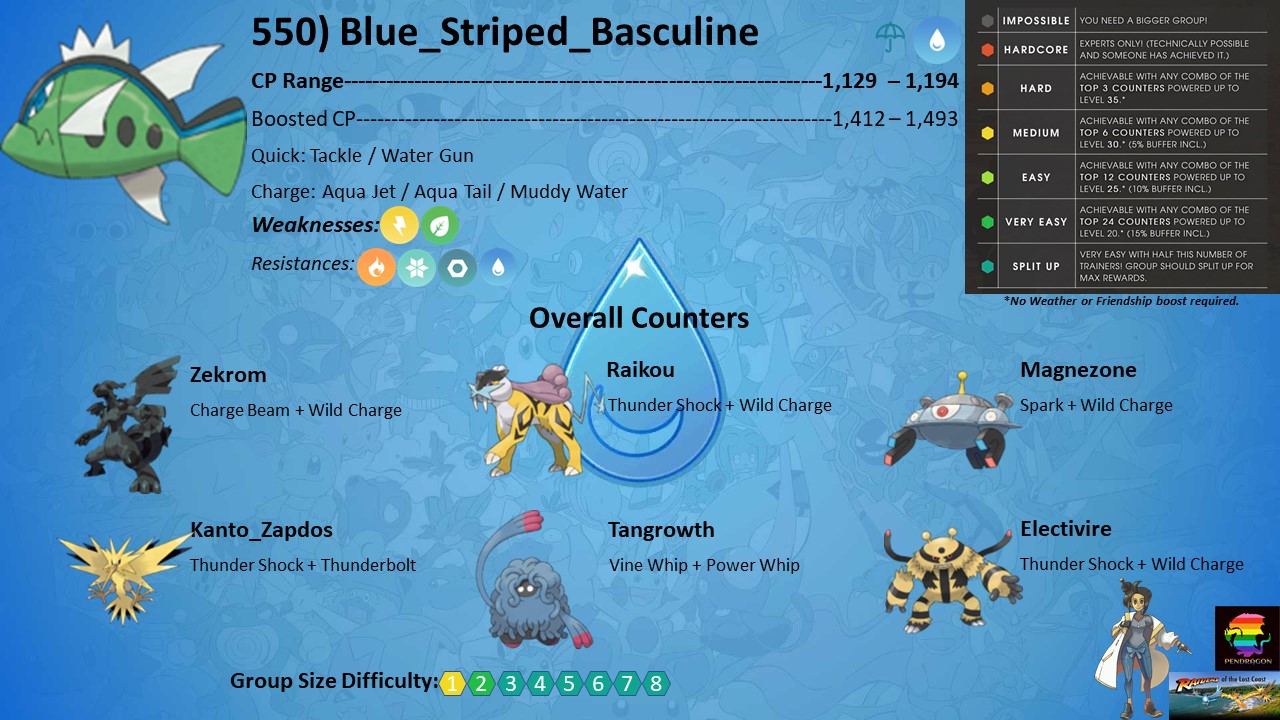 550) Blue_Striped_Basculine
CP Range--------------------------------------------------------------------1,129 – 1,194
Boosted CP--------------------------------------------------------------------1,412 – 1,493
Quick: Tackle / Water Gun
Charge: Aqua Jet / Aqua Tail / Muddy Water
Weaknesses:
Resistances:
IMPOSSIBLE YOU NEED A BIGGER GROUP!
HARDCORE EXPERTS ONLY! (TECHNICALLY POSSIBLE
AND SOMEONE HAS ACHIEVED IT.)
HARD ACHIEVABLE WITH ANY COMBO OF THE
TOP 3 COUNTERS POWERED UP TO
LEVEL 35.*
MEDIUM ACHIEVABLE WITH ANY COMBO OF THE
TOP 6 COUNTERS POWERED UP TO
LEVEL 30.* (5% BUFFER INCL.)
EASY ACHIEVABLE WITH ANY COMBO OF THE
TOP 12 COUNTERS POWERED UP TO
LEVEL 25.* (10% BUFFER INCL.)
VERY EASY ACHIEVABLE WITH ANY COMBO OF THE
TOP 24 COUNTERS POWERED UP TO
LEVEL 20.* (15% BUFFER INCL.)
SPLIT UP VERY EASY WITH HALF THIS NUMBER OF
TRAINERS! GROUP SHOULD SPLIT UP FOR
MAX REWARDS.
*No Weather or Friendship boost required.
Overall Counters
Zekrom
Charge Beam + Wild Charge
Raikou
Thunder Shock + Wild Charge
Magnezone
Spark + Wild Charge
Kanto_Zapdos
Thunder Shock + Thunderbolt
Tangrowth
Vine Whip + Power Whip
Electivire
Thunder Shock + Wild Charge
Group Size Difficulty: 1 2 3 4 5 6 7 8
PENDRAGON
RAIDERS of the Lost Coast